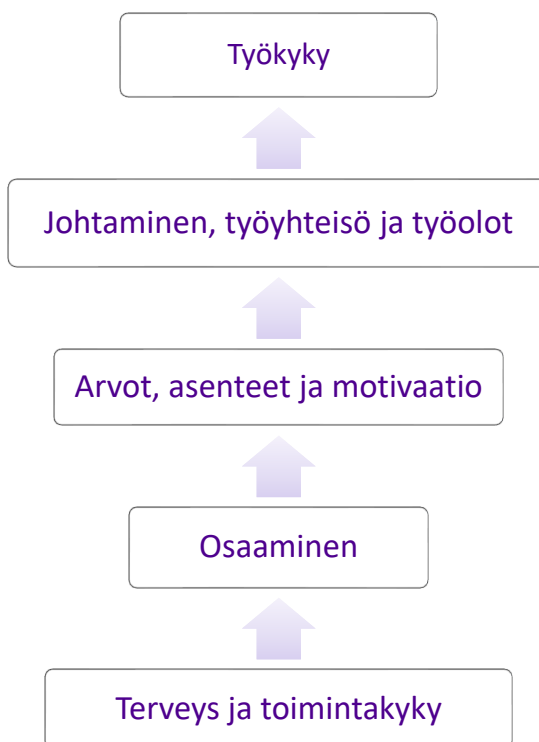 Työkyky
Johtaminen, työyhteisö ja työolot
Arvot, asenteet ja motivaatio
Osaaminen
Terveys ja toimintakyky